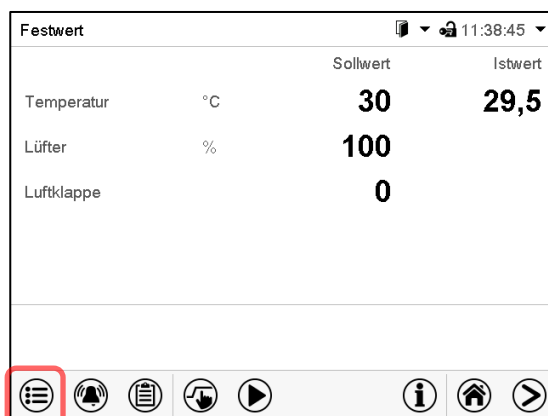 Festwert 11:38:45
Sollwert Istwert
Temperatur °C 30 29,5
Lüfter % 100
Luftklappe 0